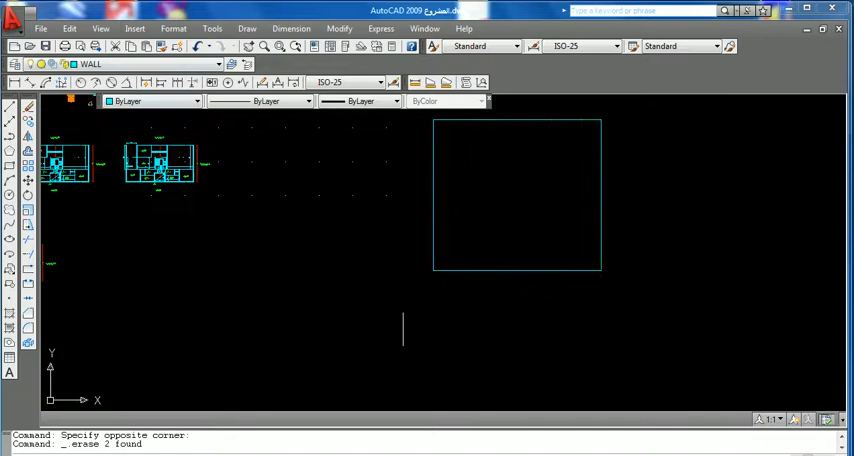 AutoCAD 2009 المشروع.dw
Type a keyword or phrase
File Edit View Insert Format Tools Draw Dimension Modify Express Window Help
Standard ISO-25 Standard
WALL
ISO-25
ByLayer ByLayer ByLayer ByColor
Y
X
A
1:1
Command: Specify opposite corner:
Command: _.erase 2 found